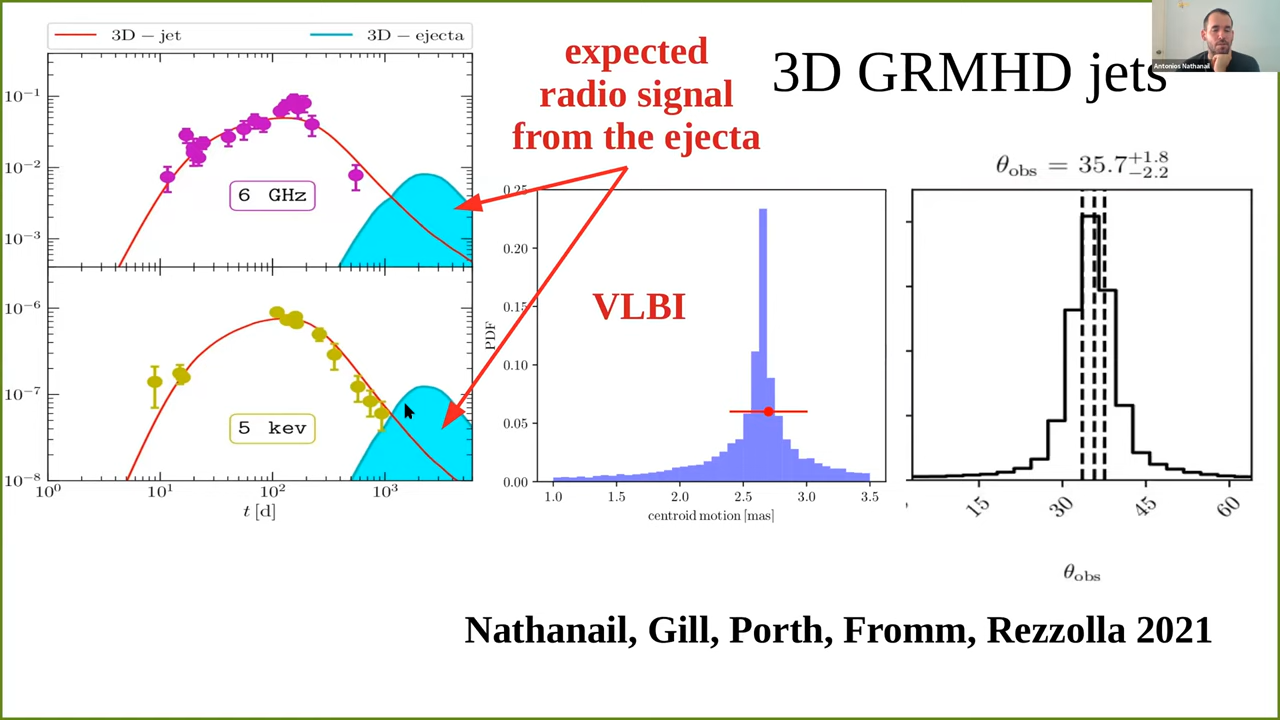 3D – jet
3D – ejecta
10⁻¹
10⁻²
10⁻³
6 GHz
10⁻⁶
10⁻⁷
10⁻⁸
5 kev
10⁰ 10¹ 10² 10³
t [d]
expected
radio signal
from the ejecta
3D GRMHD jets
Antonios Nathanail
0.25
0.20
0.15
0.10
0.05
0.00
PDF
VLBI
1.0 1.5 2.0 2.5 3.0 3.5
centroid motion [mas]
θobs = 35.7+1.8−2.2
15 30 45 60
θobs
Nathanail, Gill, Porth, Fromm, Rezzolla 2021